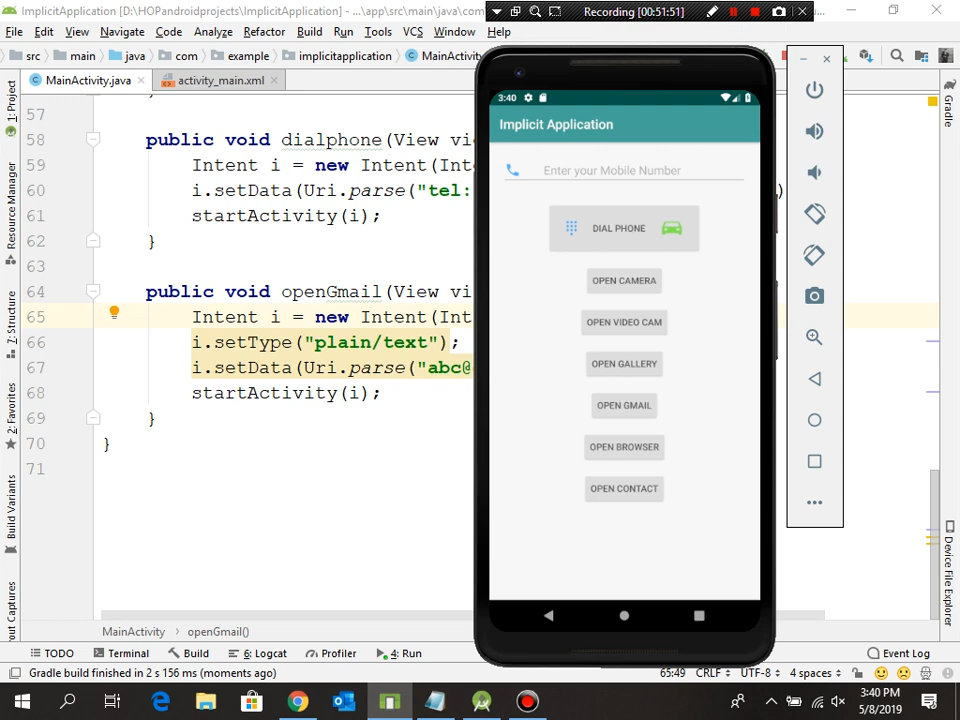 ImplicitApplication [D:\HOPandroidprojects\ImplicitApplication] - ...\app\src\main\java\com\
Recording [00:51:51]
File Edit View Navigate Code Analyze Refactor Build Run Tools VCS Window Help
src main java com example implicitapplication MainActivity
MainActivity.java activity_main.xml
1: Project
Resource Manager
7: Structure
2: Favorites
Build Variants
out Captures
57
58 public void dialphone(View
59 Intent i = new Intent(
60 i.setData(Uri.parse("tel:
61 startActivity(i);
62 }
63
64 public void openGmail(View
65 Intent i = new Intent(
66 i.setType("plain/text");
67 i.setData(Uri.parse("abc@
68 startActivity(i);
69 }
70 }
71
3:40
Implicit Application
Enter your Mobile Number
DIAL PHONE
OPEN CAMERA
OPEN VIDEO CAM
OPEN GALLERY
OPEN GMAIL
OPEN BROWSER
OPEN CONTACT
Gradle
Device File Explorer
MainActivity openGmail()
TODO Terminal Build 6: Logcat Profiler 4: Run Event Log
Gradle build finished in 2 s 156 ms (moments ago) 65:49 CRLF UTF-8 4 spaces
3:40 PM
5/8/2019